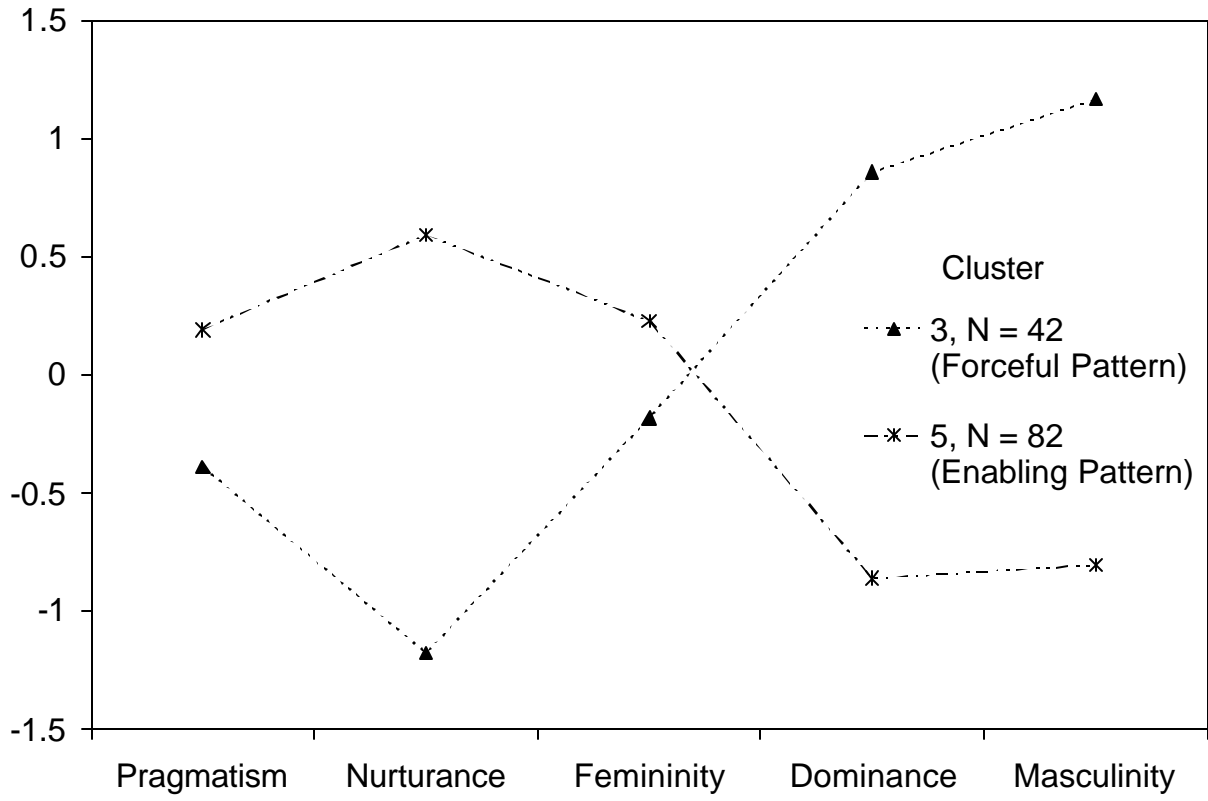 1.5
1
0.5
0
-0.5
-1
-1.5
Cluster
3, N = 42
(Forceful Pattern)
5, N = 82
(Enabling Pattern)
Pragmatism Nurturance Femininity Dominance Masculinity